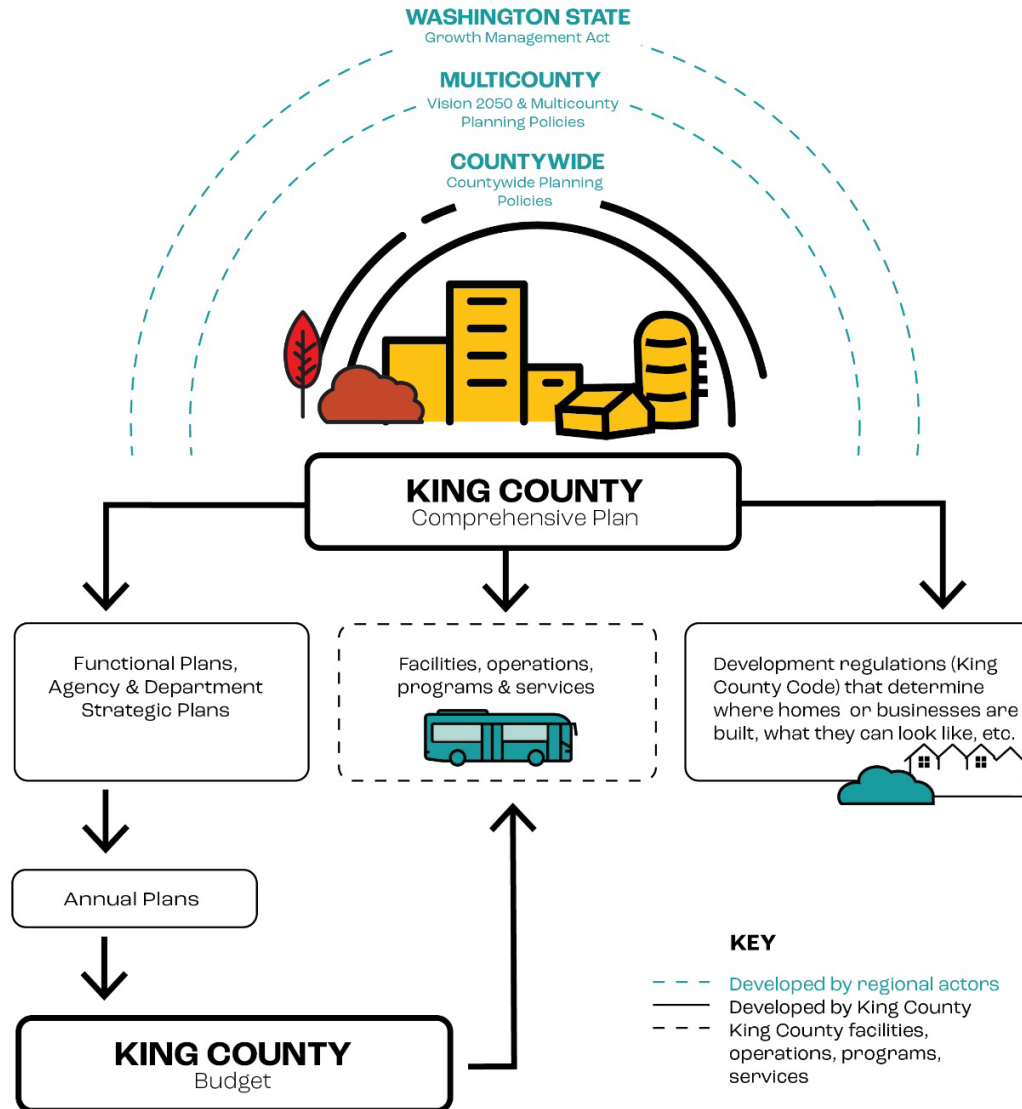 WASHINGTON STATE
Growth Management Act
MULTICOUNTY
Vision 2050 & Multicounty
Planning Policies
COUNTYWIDE
Countywide Planning
Policies
KING COUNTY
Comprehensive Plan
Functional Plans,
Agency & Department
Strategic Plans
Facilities, operations,
programs & services
Development regulations (King
County Code) that determine
where homes or businesses are
built, what they can look like, etc.
Annual Plans
KING COUNTY
Budget
KEY
Developed by regional actors
Developed by King County
King County facilities,
operations, programs,
services